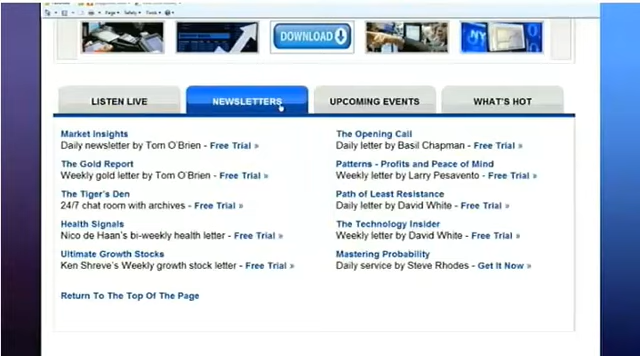 Page Safety Tools
DOWNLOAD
NY
LISTEN LIVE
NEWSLETTERS
UPCOMING EVENTS
WHAT'S HOT
Market Insights
Daily newsletter by Tom O'Brien - Free Trial »
The Gold Report
Weekly gold letter by Tom O'Brien - Free Trial »
The Tiger's Den
24/7 chat room with archives - Free Trial »
Health Signals
Nico de Haan's bi-weekly health letter - Free Trial »
Ultimate Growth Stocks
Ken Shreve's Weekly growth stock letter - Free Trial »
Return To The Top Of The Page
The Opening Call
Daily letter by Basil Chapman - Free Trial »
Patterns - Profits and Peace of Mind
Weekly letter by Larry Pesavento - Free Trial »
Path of Least Resistance
Daily letter by David White - Free Trial »
The Technology Insider
Weekly letter by David White - Free Trial »
Mastering Probability
Daily service by Steve Rhodes - Get It Now »